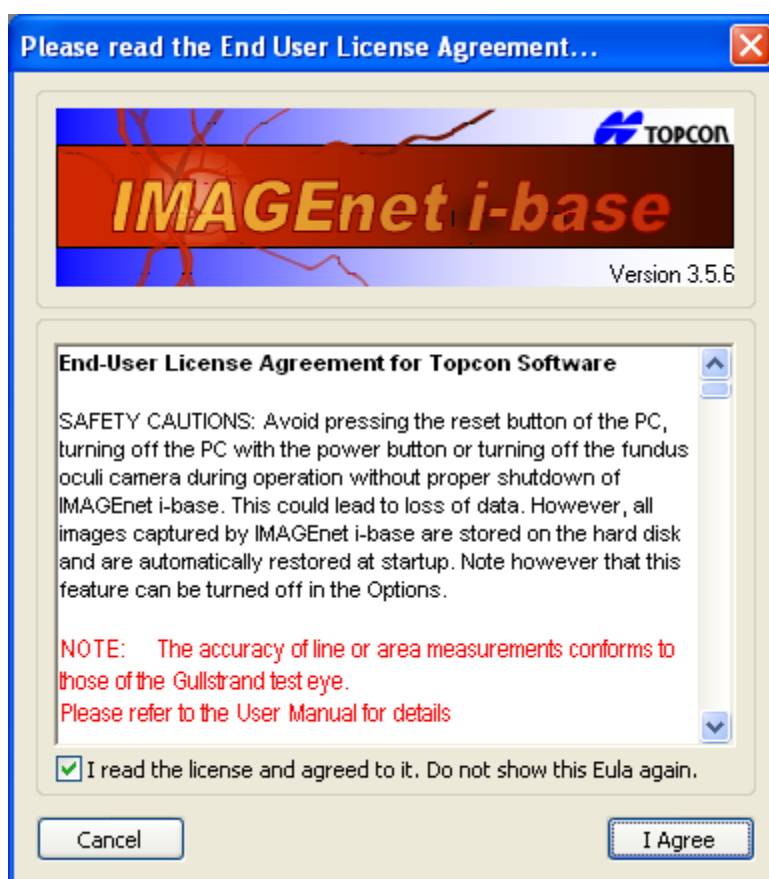 Please read the End User License Agreement...
TOPCON
IMAGEnet i-base
Version 3.5.6
End-User License Agreement for Topcon Software
SAFETY CAUTIONS: Avoid pressing the reset button of the PC,
turning off the PC with the power button or turning off the fundus
oculi camera during operation without proper shutdown of
IMAGEnet i-base. This could lead to loss of data. However, all
images captured by IMAGEnet i-base are stored on the hard disk
and are automatically restored at startup. Note however that this
feature can be turned off in the Options.
NOTE: The accuracy of line or area measurements conforms to
those of the Gullstrand test eye.
Please refer to the User Manual for details
I read the license and agreed to it. Do not show this Eula again.
Cancel
I Agree